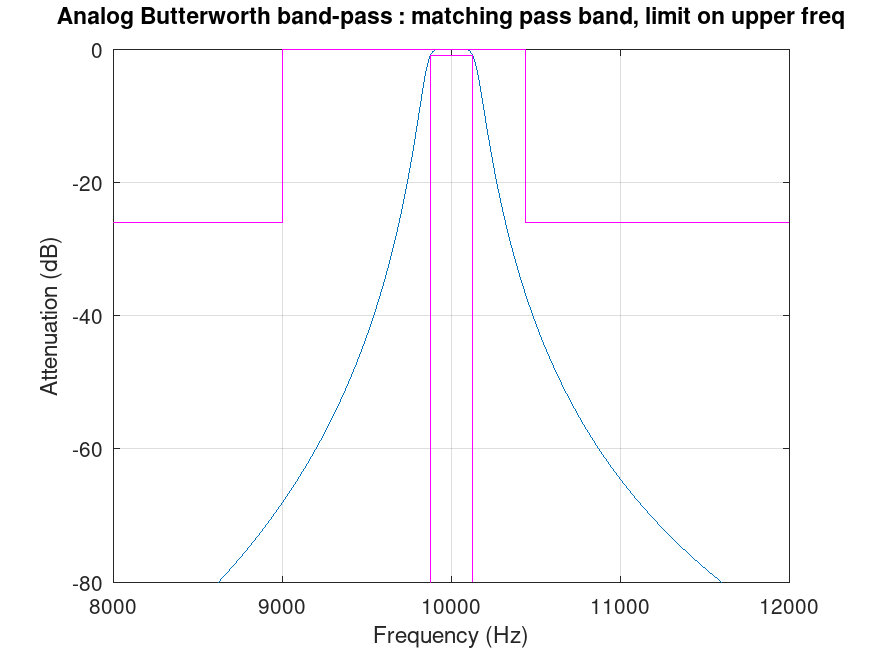 Analog Butterworth band-pass : matching pass band, limit on upper freq
0
-20
-40
-60
-80
Attenuation (dB)
8000 9000 10000 11000 12000
Frequency (Hz)